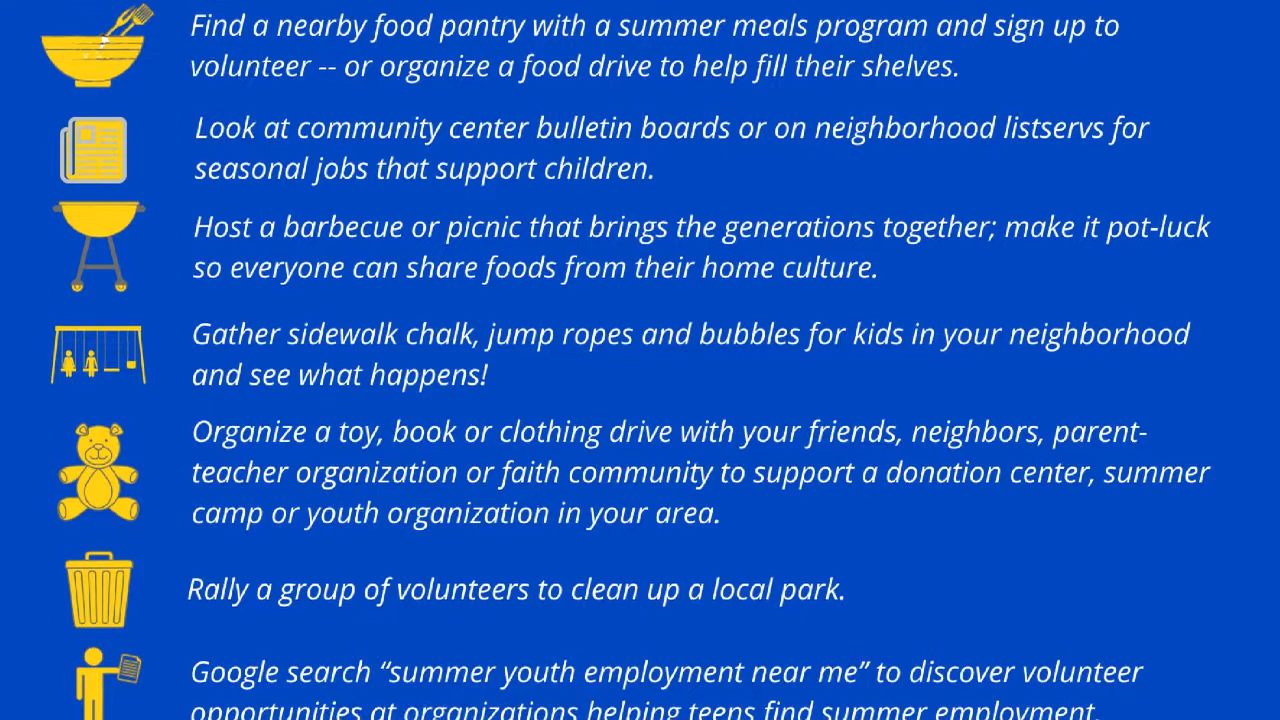 Find a nearby food pantry with a summer meals program and sign up to
volunteer -- or organize a food drive to help fill their shelves.
Look at community center bulletin boards or on neighborhood listservs for
seasonal jobs that support children.
Host a barbecue or picnic that brings the generations together; make it pot-luck
so everyone can share foods from their home culture.
Gather sidewalk chalk, jump ropes and bubbles for kids in your neighborhood
and see what happens!
Organize a toy, book or clothing drive with your friends, neighbors, parent-
teacher organization or faith community to support a donation center, summer
camp or youth organization in your area.
Rally a group of volunteers to clean up a local park.
Google search “summer youth employment near me” to discover volunteer
opportunities at organizations helping teens find summer employment.